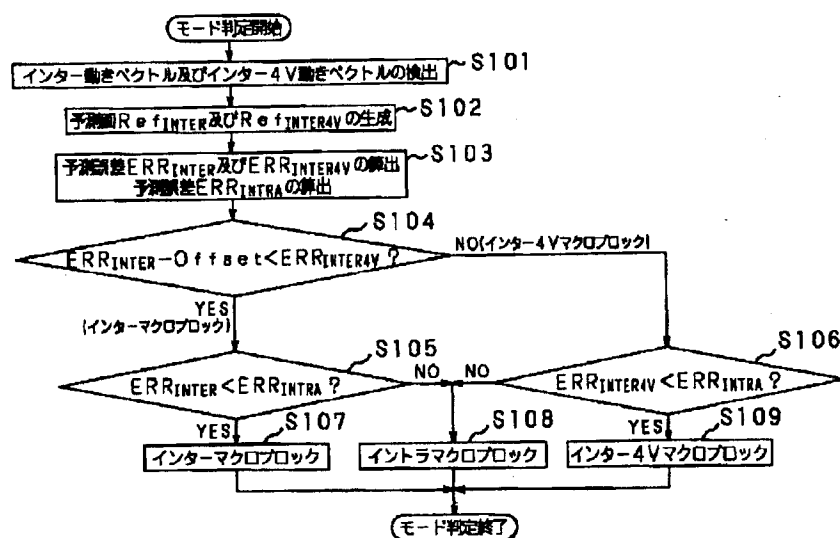 モード判定開始
インター動きベクトル及びインター4V動きベクトルの検出
S101
予測画RefINTER及びRefINTER4Vの生成
S102
予測誤差ERRINTER及びERRINTER4Vの算出
予測誤差ERRINTRAの算出
S103
S104
ERRINTER-Offset<ERRINTER4V?
NO(インター4Vマクロブロック)
YES
(インターマクロブロック)
S105
ERRINTER<ERRINTRA?
NO
NO
S106
ERRINTER4V<ERRINTRA?
YES
S107
S108
YES
S109
インターマクロブロック
イントラマクロブロック
インター4Vマクロブロック
モード判定終了